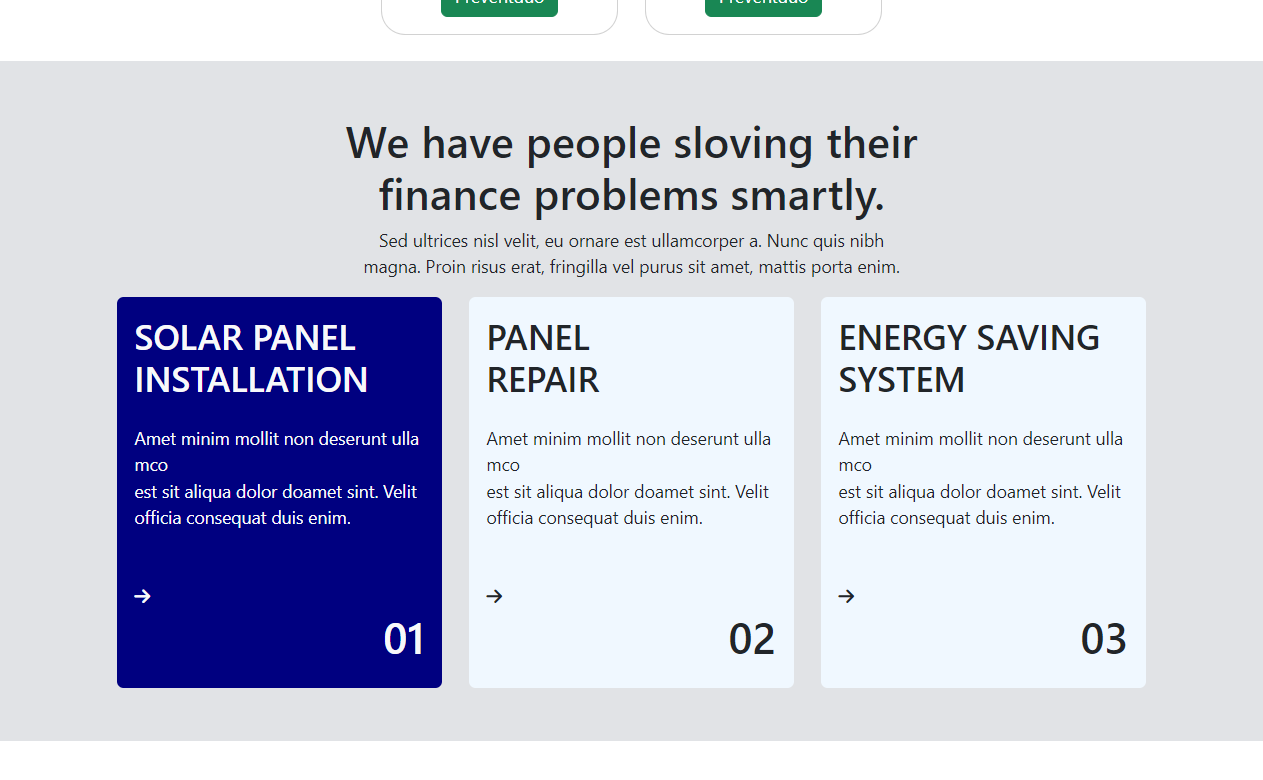 Preventado
Preventado
We have people sloving their
finance problems smartly.
Sed ultrices nisl velit, eu ornare est ullamcorper a. Nunc quis nibh
magna. Proin risus erat, fringilla vel purus sit amet, mattis porta enim.
SOLAR PANEL
INSTALLATION
Amet minim mollit non deserunt ulla
mco
est sit aliqua dolor doamet sint. Velit
officia consequat duis enim.
01
PANEL
REPAIR
Amet minim mollit non deserunt ulla
mco
est sit aliqua dolor doamet sint. Velit
officia consequat duis enim.
02
ENERGY SAVING
SYSTEM
Amet minim mollit non deserunt ulla
mco
est sit aliqua dolor doamet sint. Velit
officia consequat duis enim.
03